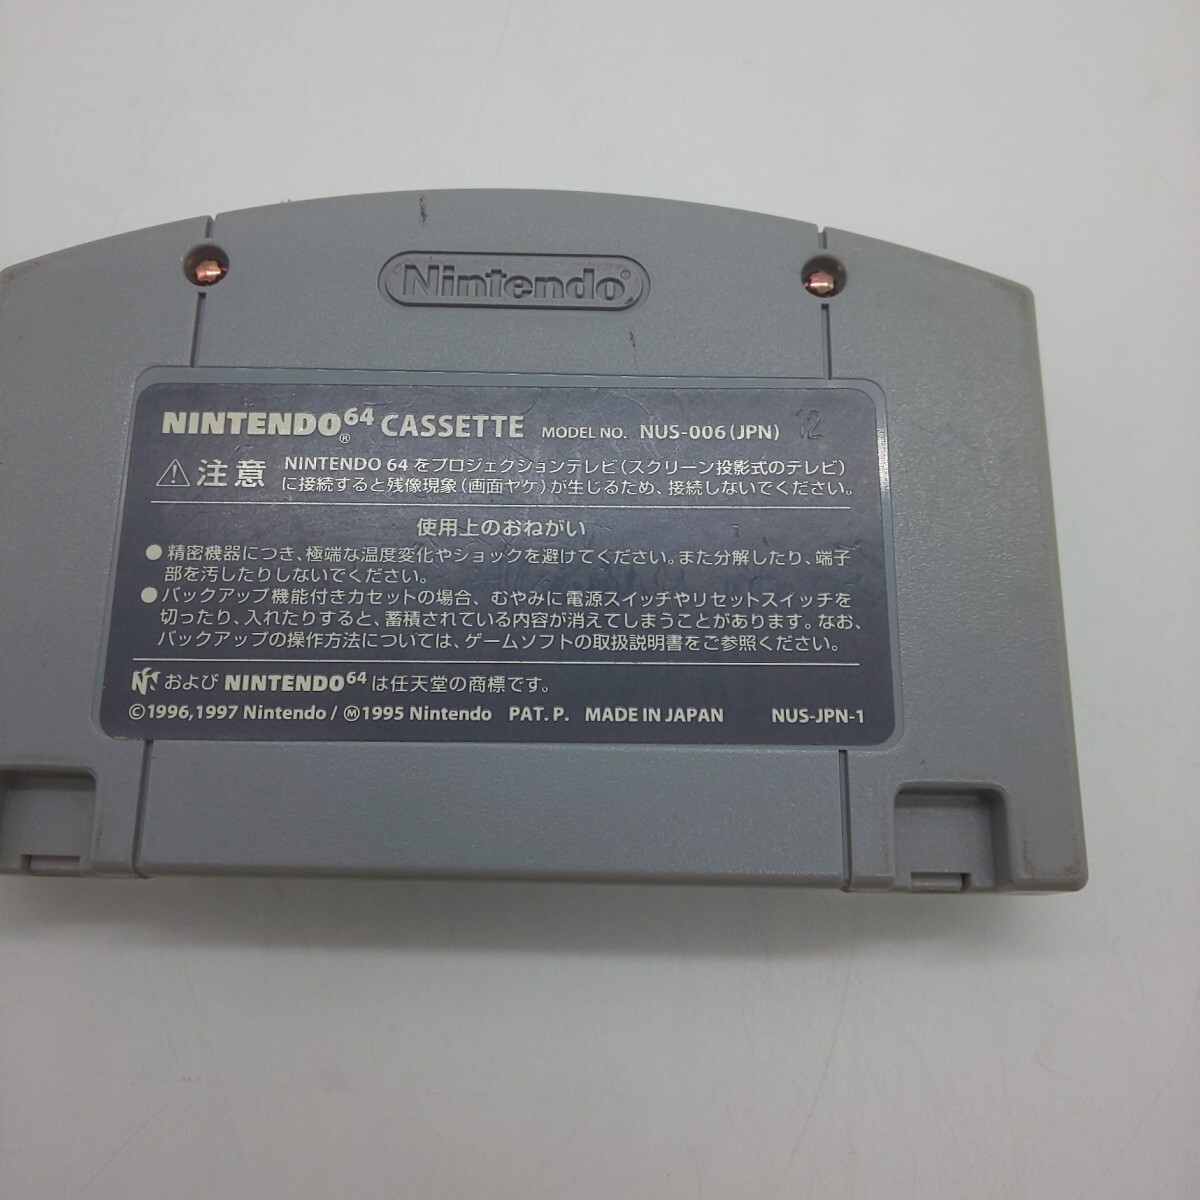 Nintendo®
NINTENDO64® CASSETTE MODEL NO. NUS-006(JPN) 12
⚠注意 NINTENDO 64 をプロジェクションテレビ(スクリーン投影式のテレビ)
に接続すると残像現象(画面ヤケ)が生じるため、接続しないでください。
使用上のおねがい
●精密機器につき、極端な温度変化やショックを避けてください。また分解したり、端子
部を汚したりしないでください。
●バックアップ機能付きカセットの場合、むやみに電源スイッチやリセットスイッチを
切ったり、入れたりすると、蓄積されている内容が消えてしまうことがあります。なお、
バックアップの操作方法については、ゲームソフトの取扱説明書をご参照ください。
および NINTENDO64 は任天堂の商標です。
©1996,1997 Nintendo / Ⓜ1995 Nintendo PAT. P. MADE IN JAPAN NUS-JPN-1